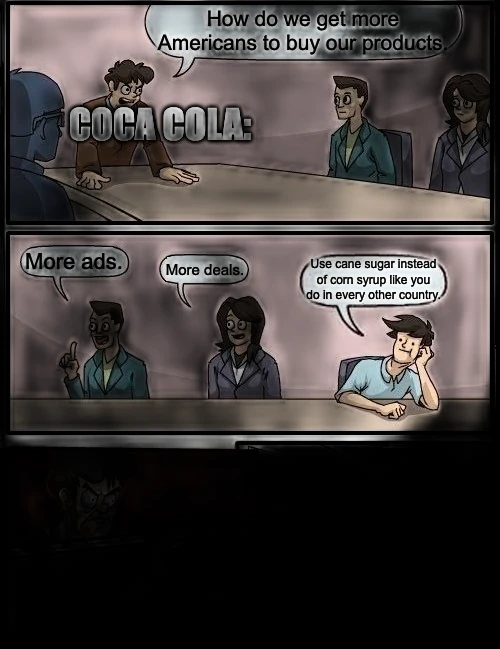 How do we get more
Americans to buy our products.
COCA COLA:
More ads.
More deals.
Use cane sugar instead
of corn syrup like you
do in every other country.